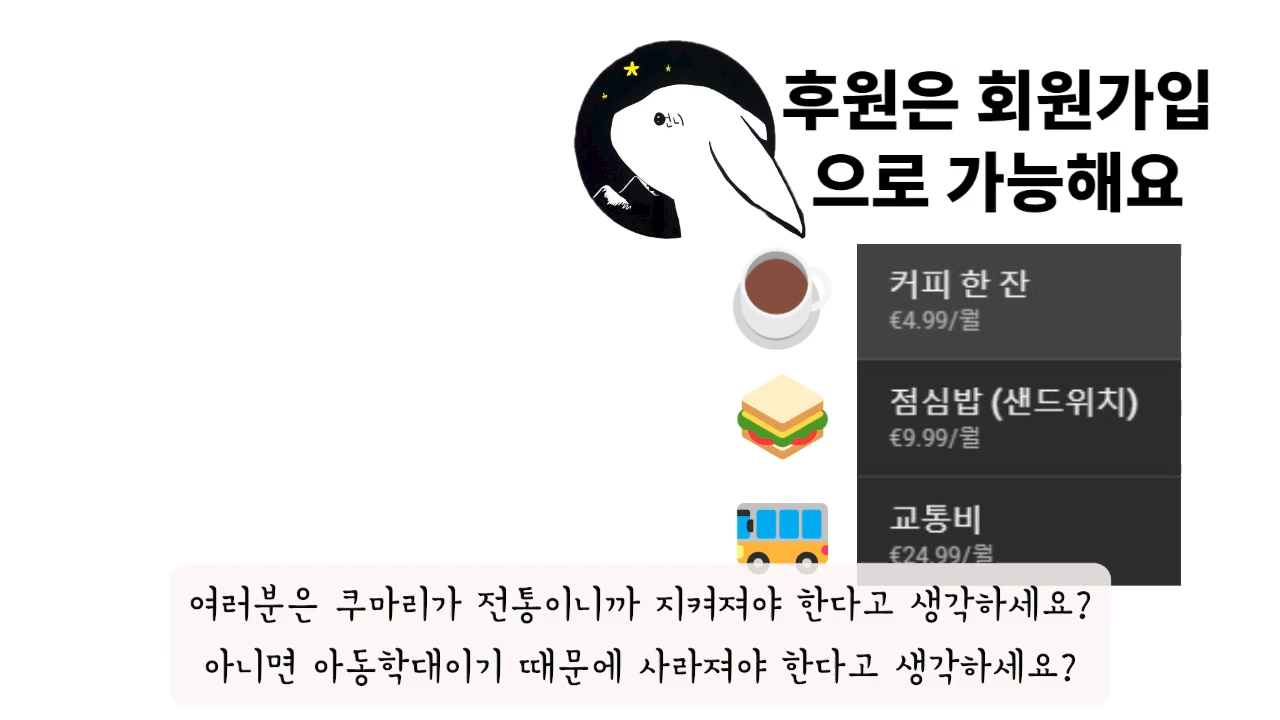 후원은 회원가입
으로 가능해요
언니
커피 한 잔
€4.99/월
점심밥 (샌드위치)
€9.99/월
교통비
€24.99/월
여러분은 쿠마리가 전통이니까 지켜져야 한다고 생각하세요?
아니면 아동학대이기 때문에 사라져야 한다고 생각하세요?